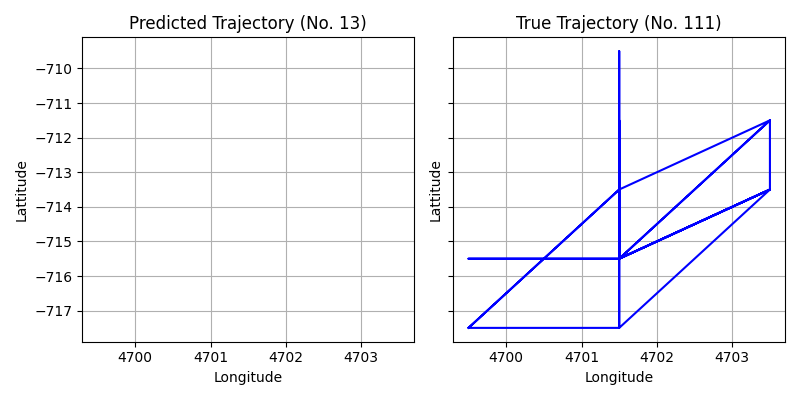 Predicted Trajectory (No. 13)
Lattitude
−710
−711
−712
−713
−714
−715
−716
−717
4700 4701 4702 4703
Longitude
True Trajectory (No. 111)
Lattitude
4700 4701 4702 4703
Longitude